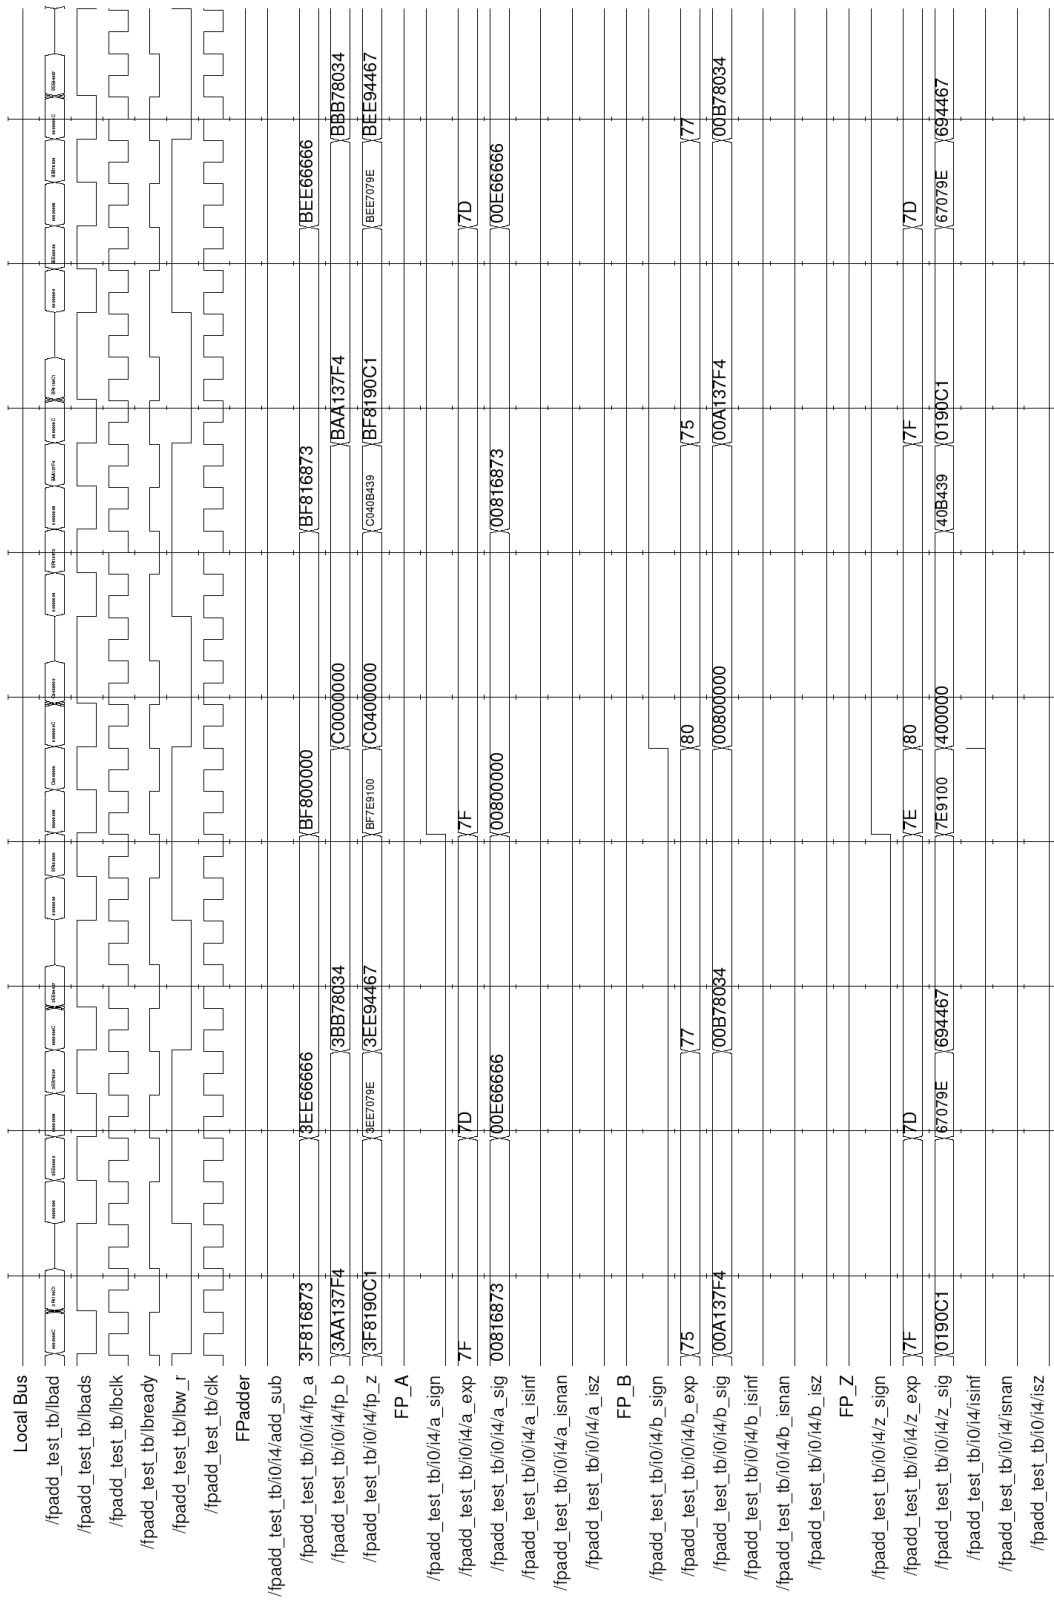 Local Bus
/fpadd_test_tb/lbad
/fpadd_test_tb/lbads
/fpadd_test_tb/lbclk
/fpadd_test_tb/lbready
/fpadd_test_tb/lbw_r
/fpadd_test_tb/clk
FPadder
/fpadd_test_tb/i0/i4/add_sub
/fpadd_test_tb/i0/i4/fp_a 3F816873 3EE66666 BF800000 BF816873 BEE66666
/fpadd_test_tb/i0/i4/fp_b 3AA137F4 3BB78034 C0000000 BAA137F4 BBB78034
/fpadd_test_tb/i0/i4/fp_z 3F8190C1 3EE7079E 3EE94467 BF7E9100 C0400000 C040B439 BF8190C1 BEE7079E BEE94467
FP_A
/fpadd_test_tb/i0/i4/a_sign
/fpadd_test_tb/i0/i4/a_exp 7F 7D 7F 7D
/fpadd_test_tb/i0/i4/a_sig 00816873 00E66666 00800000 00816873 00E66666
/fpadd_test_tb/i0/i4/a_isinf
/fpadd_test_tb/i0/i4/a_isnan
/fpadd_test_tb/i0/i4/a_isz
FP_B
/fpadd_test_tb/i0/i4/b_sign
/fpadd_test_tb/i0/i4/b_exp 75 77 80 75 77
/fpadd_test_tb/i0/i4/b_sig 00A137F4 00B78034 00800000 00A137F4 00B78034
/fpadd_test_tb/i0/i4/b_isinf
/fpadd_test_tb/i0/i4/b_isnan
/fpadd_test_tb/i0/i4/b_isz
FP_Z
/fpadd_test_tb/i0/i4/z_sign
/fpadd_test_tb/i0/i4/z_exp 7F 7D 7E 80 7F 7D
/fpadd_test_tb/i0/i4/z_sig 0190C1 67079E 694467 7E9100 400000 40B439 0190C1 67079E 694467
/fpadd_test_tb/i0/i4/isinf
/fpadd_test_tb/i0/i4/isnan
/fpadd_test_tb/i0/i4/isz